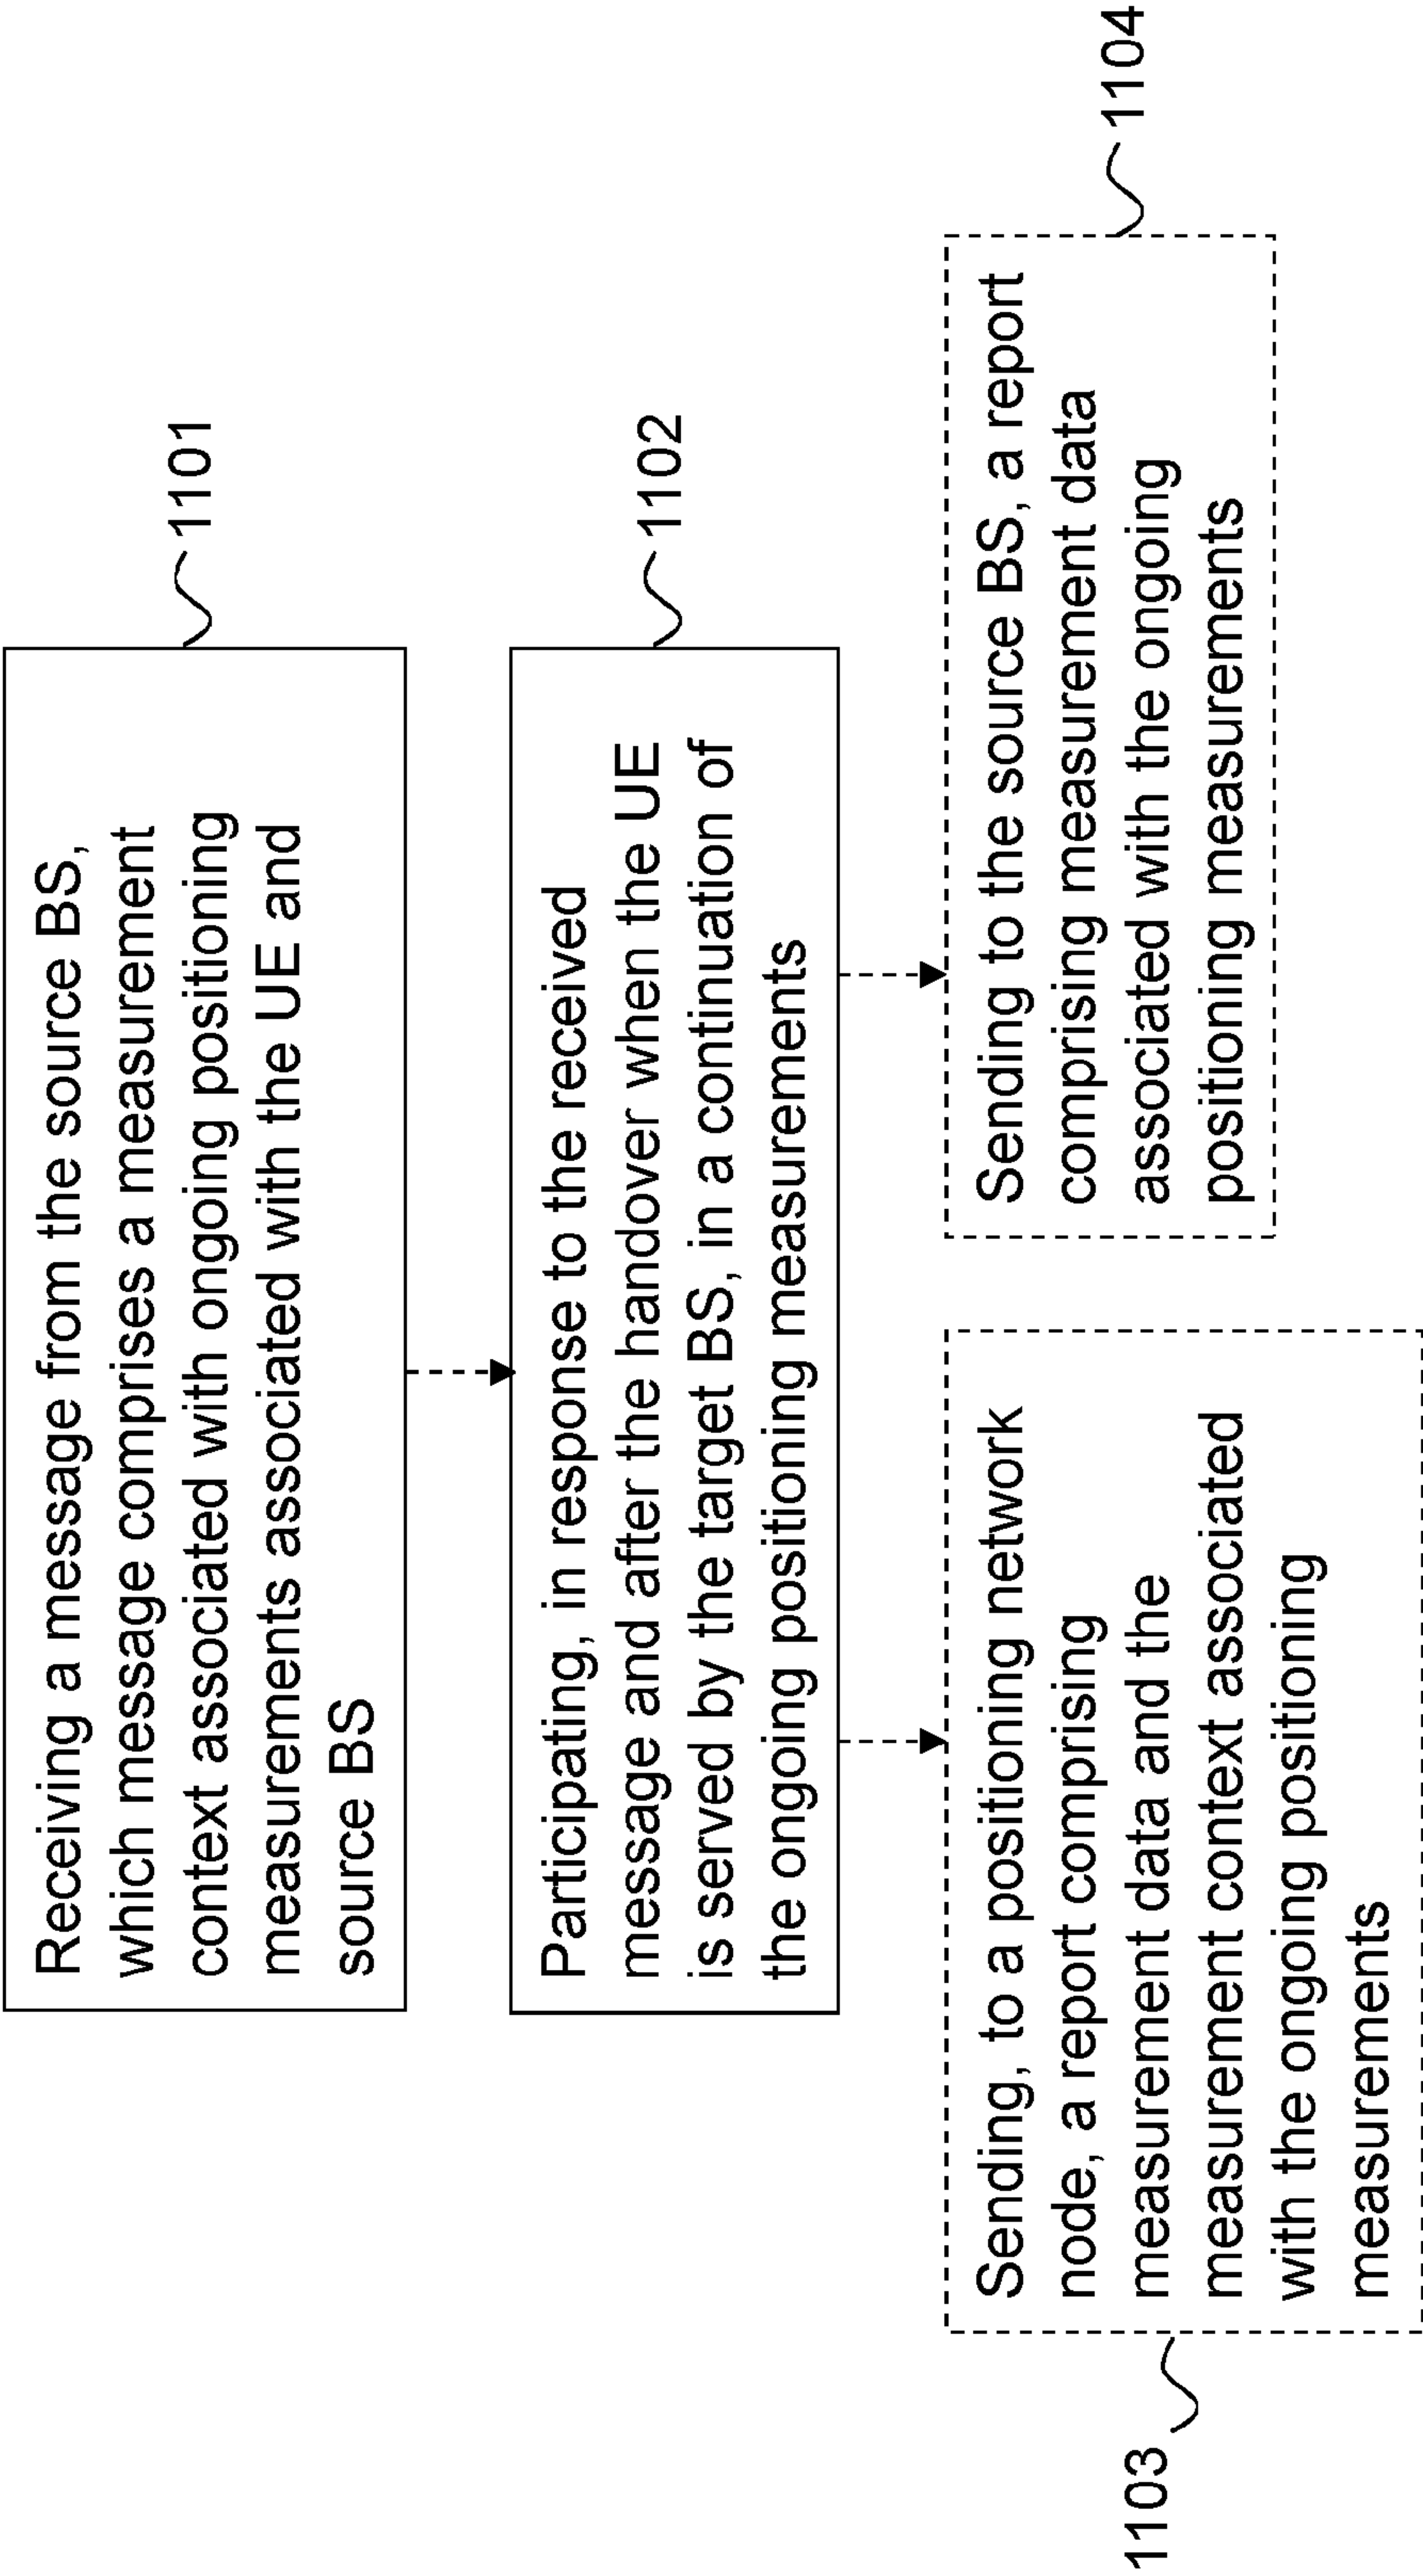 Receiving a message from the source BS,
which message comprises a measurement
context associated with ongoing positioning
measurements associated with the UE and
source BS
1101
Participating, in response to the received
message and after the handover when the UE
is served by the target BS, in a continuation of
the ongoing positioning measurements
1102
Sending, to a positioning network
node, a report comprising
measurement data and the
measurement context associated
with the ongoing positioning
measurements
1103
Sending to the source BS, a report
comprising measurement data
associated with the ongoing
positioning measurements
1104